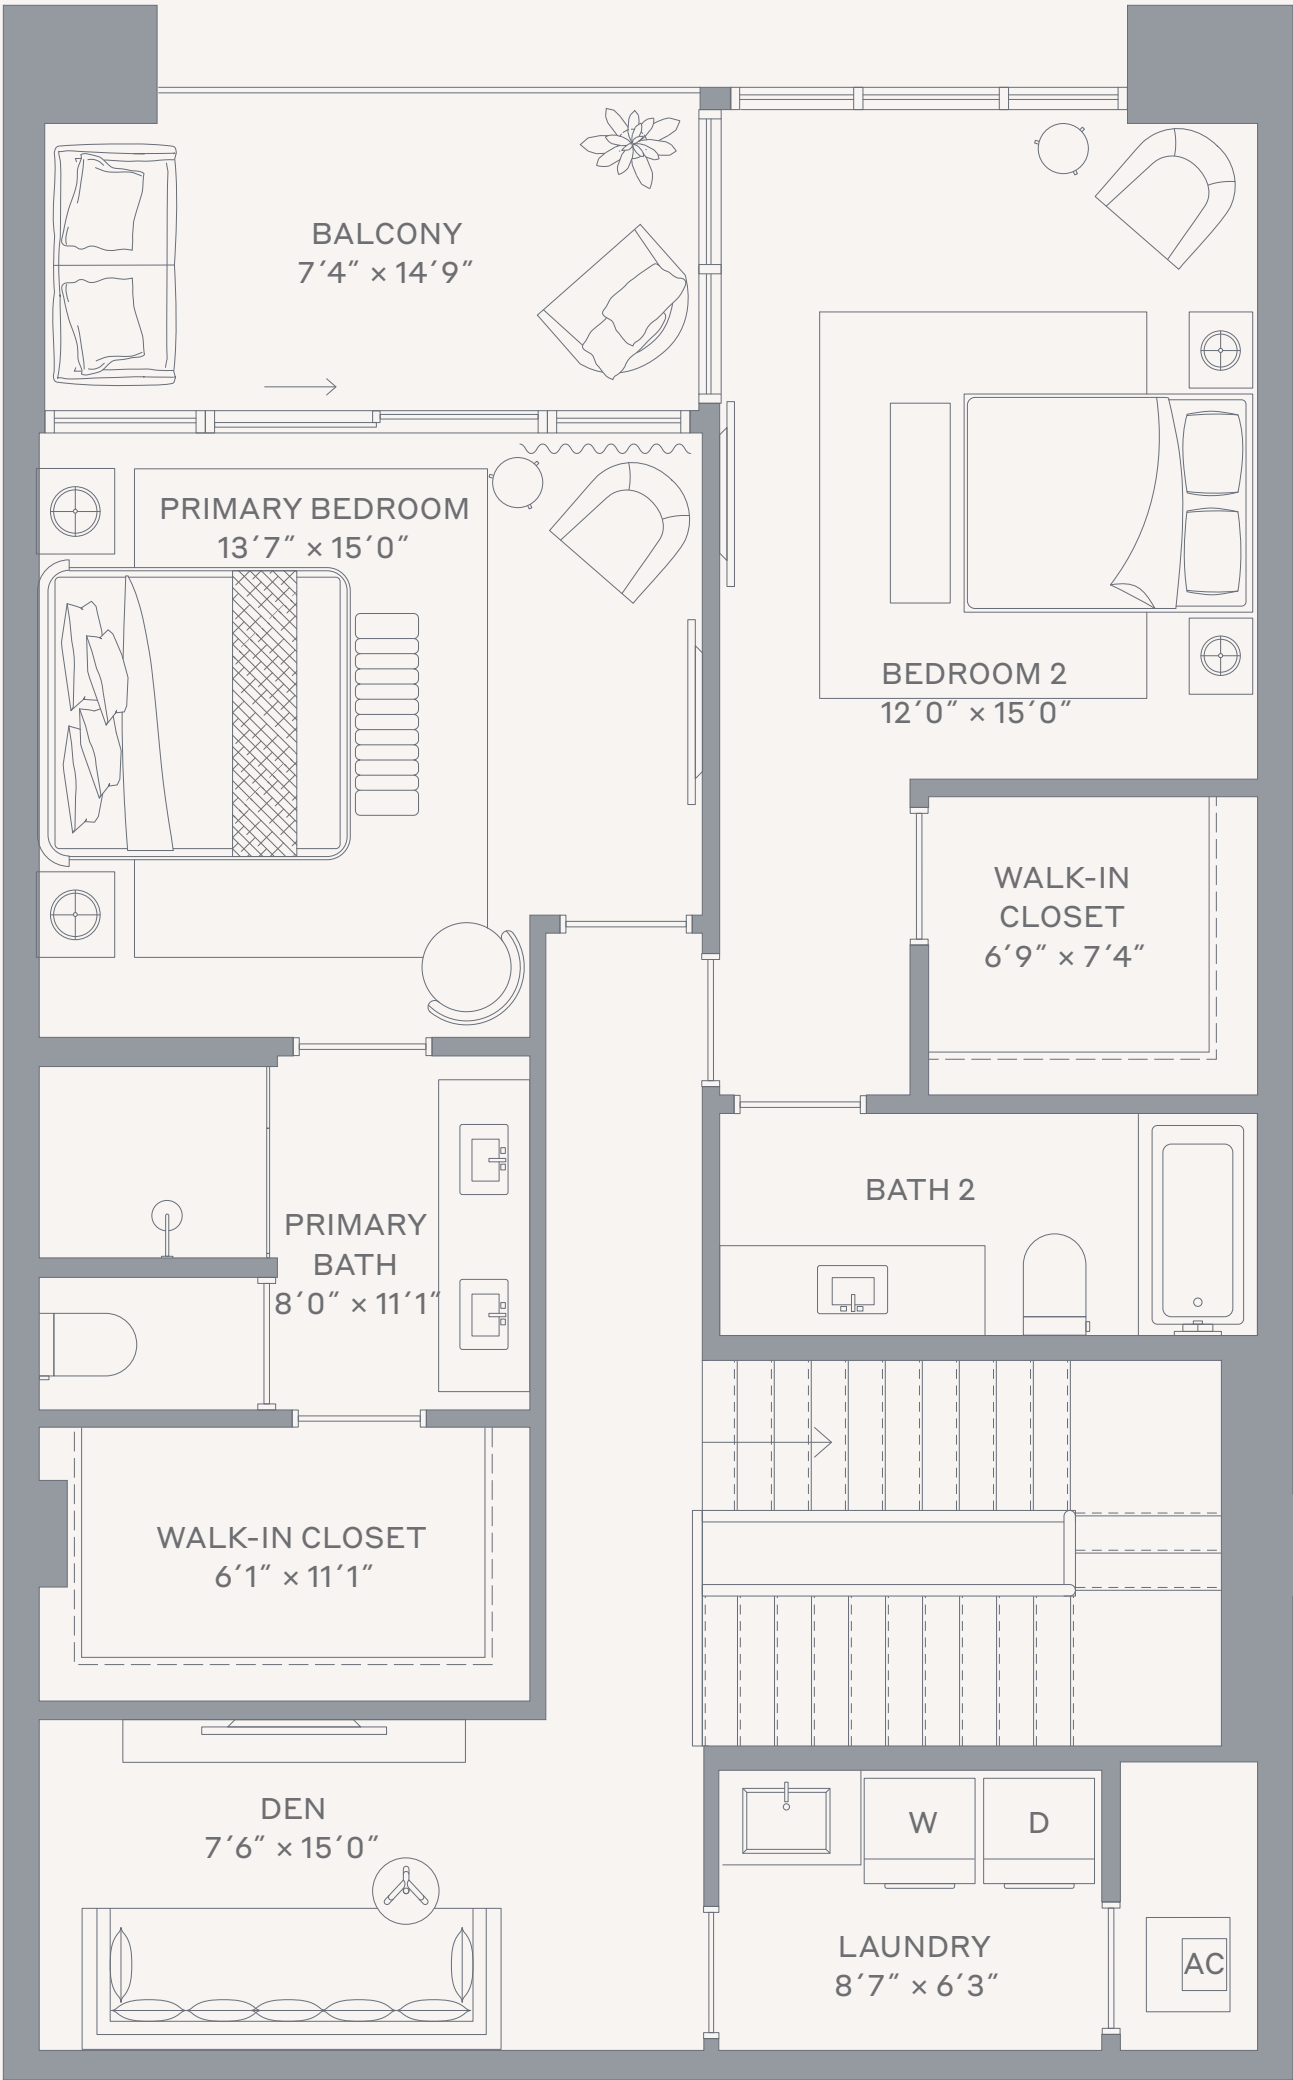 BALCONY
7′4″ × 14′9″
PRIMARY BEDROOM
13′7″ × 15′0″
BEDROOM 2
12′0″ × 15′0″
WALK-IN
CLOSET
6′9″ × 7′4″
BATH 2
PRIMARY
BATH
8′0″ × 11′1″
WALK-IN CLOSET
6′1″ × 11′1″
DEN
7′6″ × 15′0″
W
D
LAUNDRY
8′7″ × 6′3″
AC